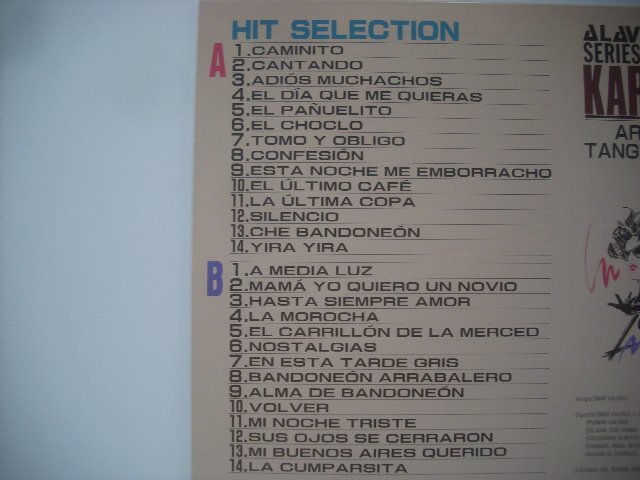 HIT SELECTION
A
1.CAMINITO
2.CANTANDO
3.ADIÓS MUCHACHOS
4.EL DÍA QUE ME QUIERAS
5.EL PAÑUELITO
6.EL CHOCLO
7.TOMO Y OBLIGO
8.CONFESIÓN
9.ESTA NOCHE ME EMBORRACHO
10.EL ÚLTIMO CAFÉ
11.LA ÚLTIMA COPA
12.SILENCIO
13.CHE BANDONEÓN
14.YIRA YIRA
B
1.A MEDIA LUZ
2.MAMÁ YO QUIERO UN NOVIO
3.HASTA SIEMPRE AMOR
4.LA MOROCHA
5.EL CARRILLÓN DE LA MERCED
6.NOSTALGIAS
7.EN ESTA TARDE GRIS
8.BANDONEÓN ARRABALERO
9.ALMA DE BANDONEÓN
10.VOLVER
11.MI NOCHE TRISTE
12.SUS OJOS SE CERRARON
13.MI BUENOS AIRES QUERIDO
14.LA CUMPARSITA
ALAV
SERIES
KAR
AR
TANG